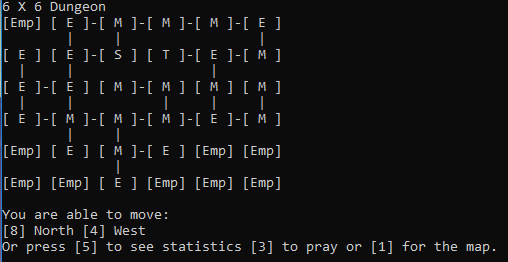 6 X 6 Dungeon
[Emp] [ E ]-[ M ]-[ M ]-[ M ]-[ E ]
        |     |                 |
[ E ] [ E ]-[ S ] [ T ]-[ E ]-[ M ]
  |     |                 |
[ E ] [ E ] [ M ]-[ M ] [ M ] [ M ]
  |     |           |     |     |
[ E ]-[ M ]-[ M ]-[ M ]-[ E ]-[ M ]
        |     |
[Emp] [ E ] [ M ]-[ E ] [Emp] [Emp]
              |
[Emp] [Emp] [ E ] [Emp] [Emp] [Emp]

You are able to move:
[8] North [4] West
Or press [5] to see statistics [3] to pray or [1] for the map.